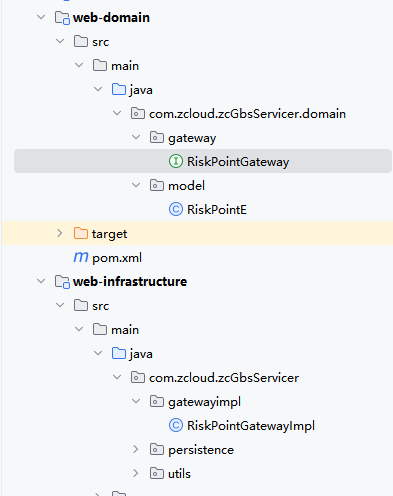 web-domain
src
main
java
com.zcloud.zcGbsServicer.domain
gateway
RiskPointGateway
model
RiskPointE
target
pom.xml
web-infrastructure
src
main
java
com.zcloud.zcGbsServicer
gatewayimpl
RiskPointGatewayImpl
persistence
utils